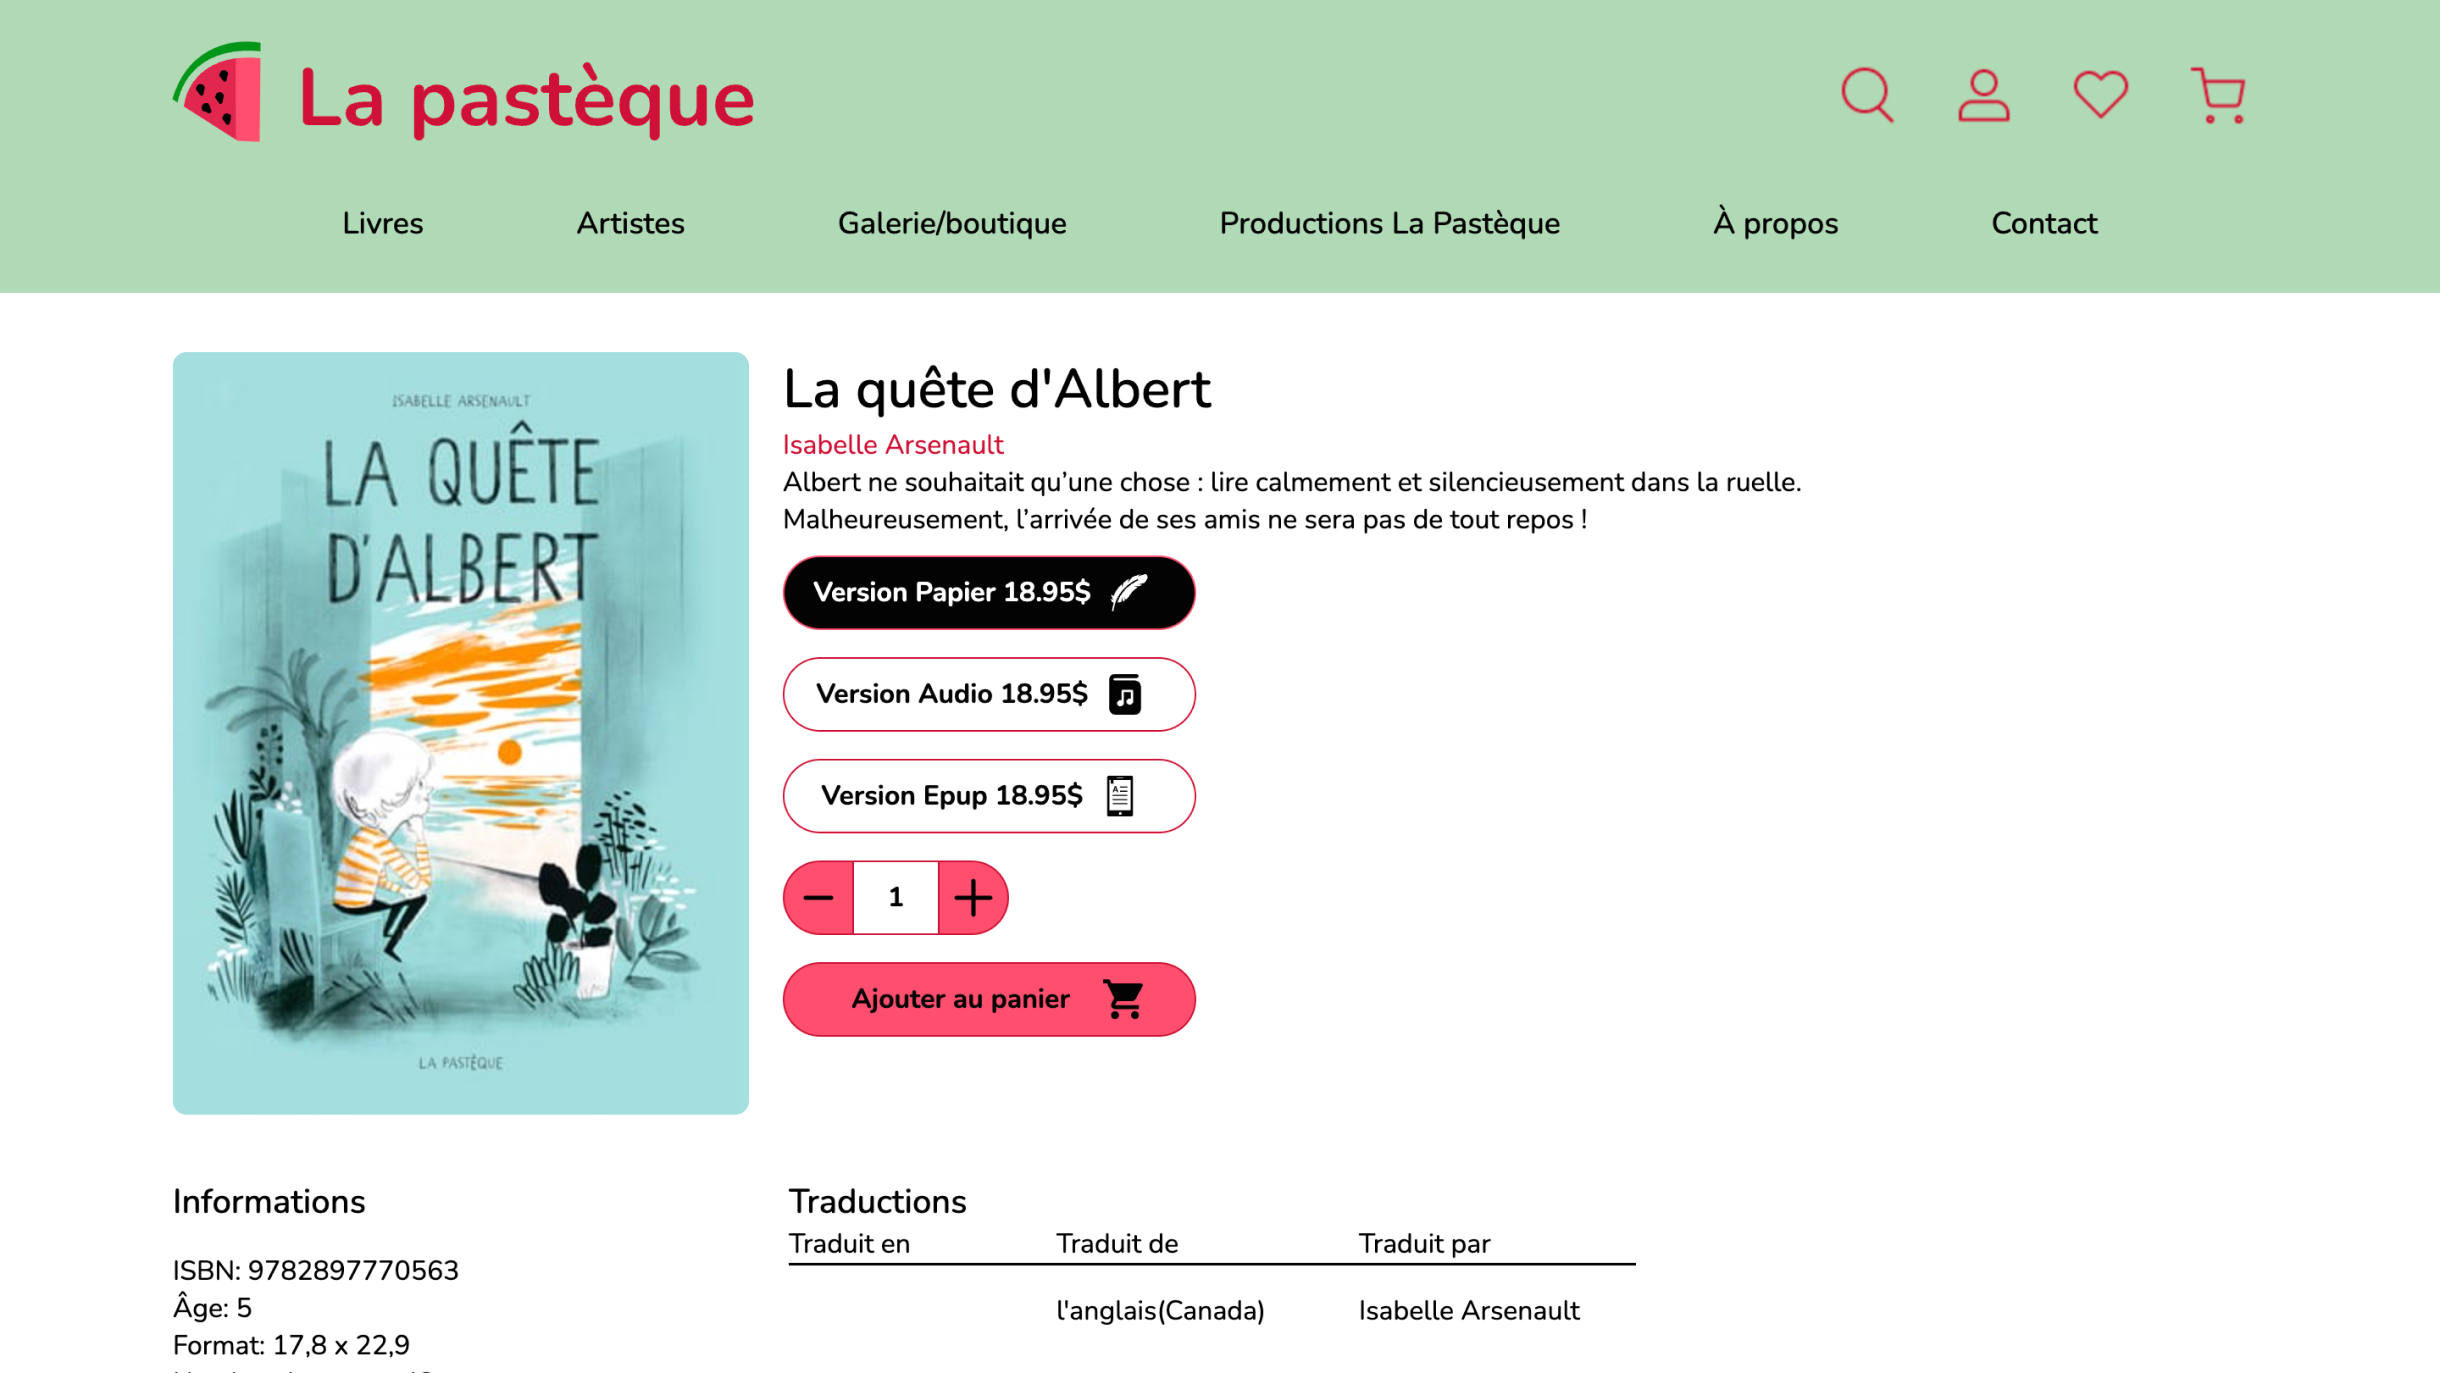 La pastèque
Livres
Artistes
Galerie/boutique
Productions La Pastèque
À propos
Contact
ISABELLE ARSENAULT
LA QUÊTE
D'ALBERT
LA PASTÈQUE
La quête d'Albert
Isabelle Arsenault
Albert ne souhaitait qu’une chose : lire calmement et silencieusement dans la ruelle.
Malheureusement, l’arrivée de ses amis ne sera pas de tout repos !
Version Papier 18.95$
Version Audio 18.95$
Version Epup 18.95$
1
Ajouter au panier
Informations
ISBN: 9782897770563
Âge: 5
Format: 17,8 x 22,9
Traductions
Traduit en
Traduit de
Traduit par
l'anglais(Canada)
Isabelle Arsenault